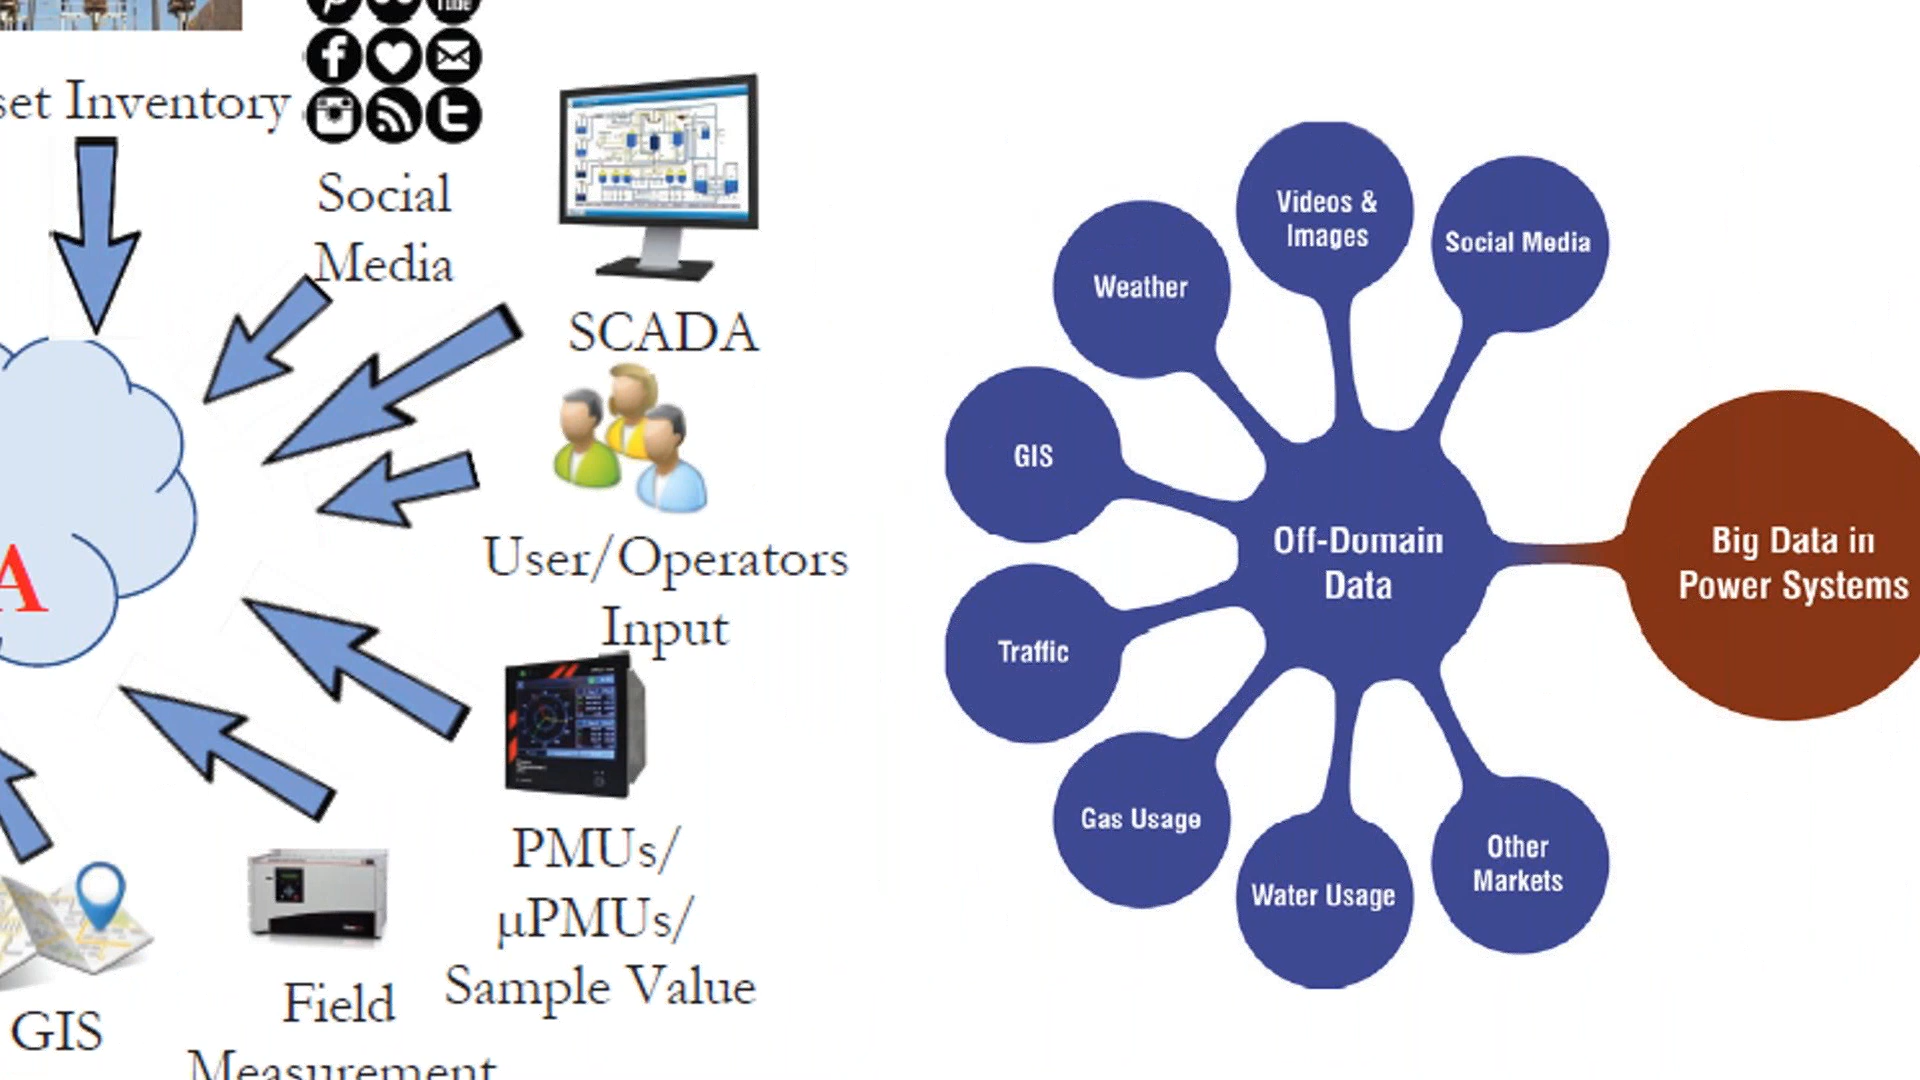 set Inventory
Social
Media
SCADA
User/Operators
Input
A
PMUs/
µPMUs/
Sample Value
Field
Measurement
GIS
Videos &
Images
Social Media
Weather
GIS
Off-Domain
Data
Big Data in
Power Systems
Traffic
Gas Usage
Water Usage
Other
Markets